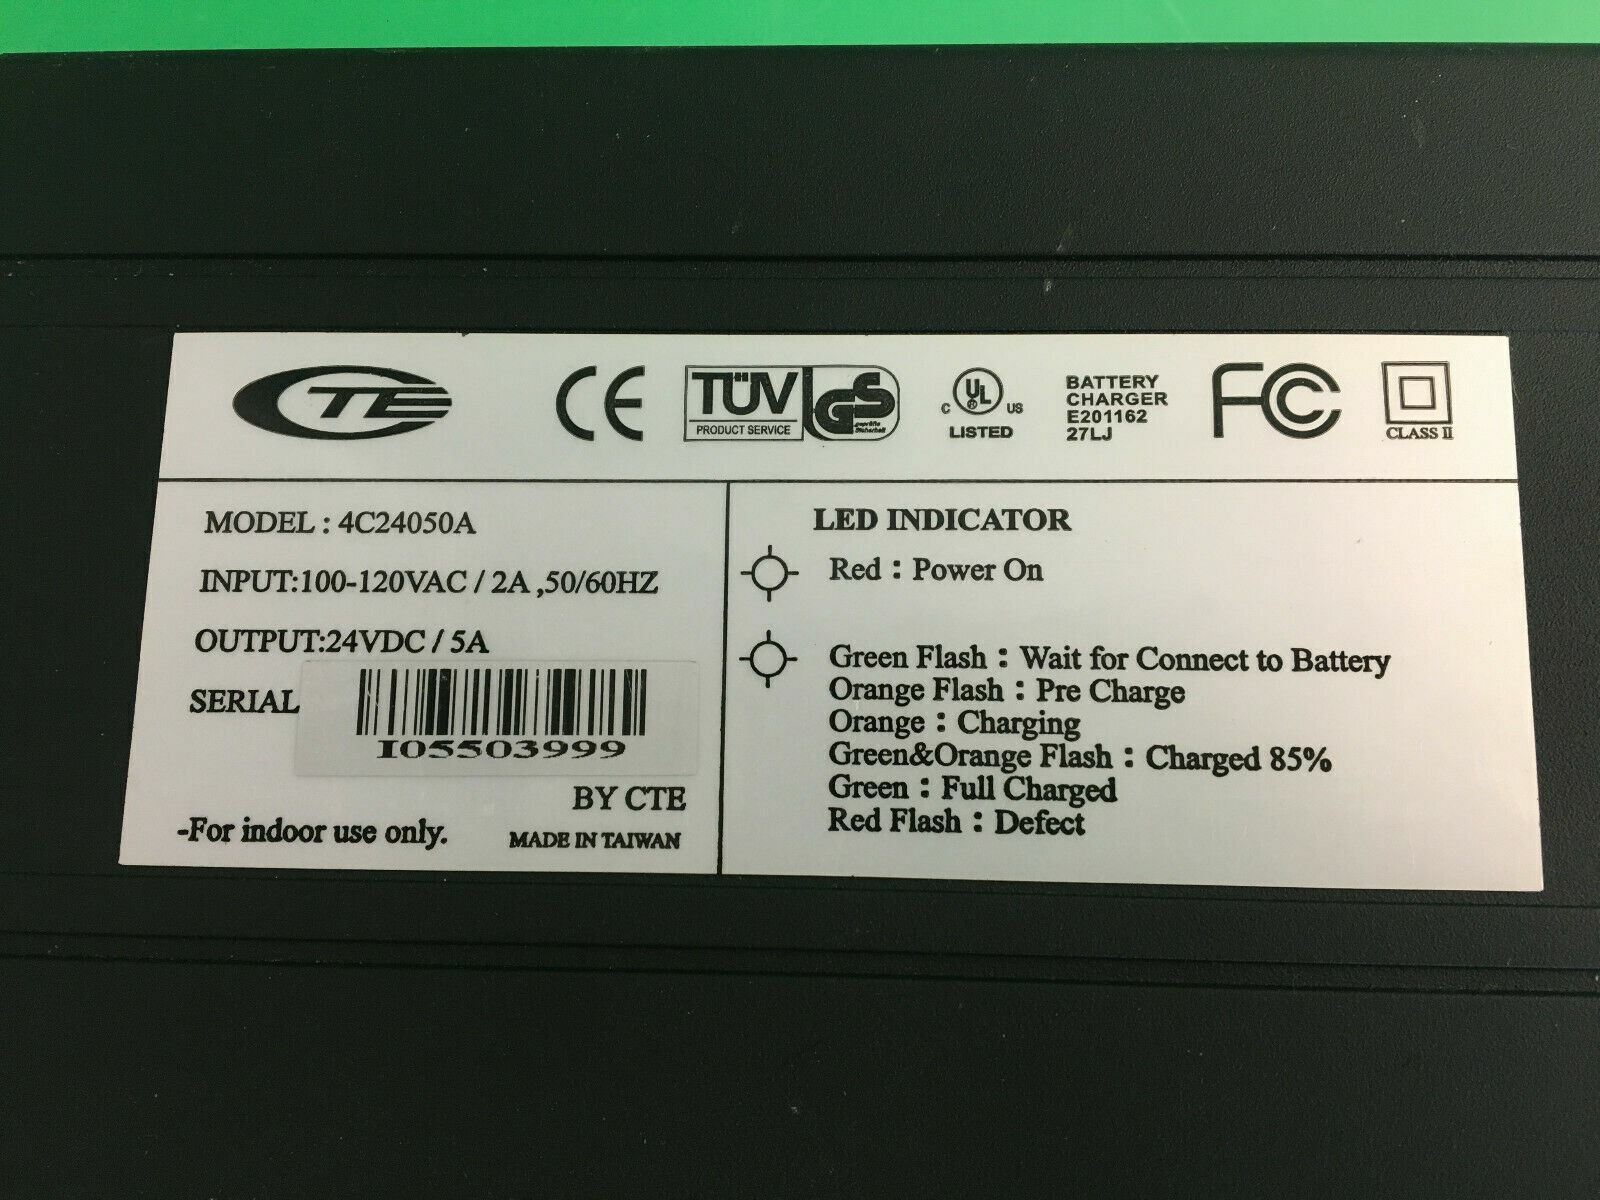 CTE
CE
TÜV
PRODUCT SERVICE
GS
geprüfte
Sicherheit
C UL US
®
LISTED
BATTERY
CHARGER
E201162
27LJ
FC
CLASS II
MODEL : 4C24050A
INPUT:100-120VAC / 2A ,50/60HZ
OUTPUT:24VDC / 5A
SERIAL
I05503999
BY CTE
-For indoor use only.
MADE IN TAIWAN
LED INDICATOR
Red : Power On
Green Flash : Wait for Connect to Battery
Orange Flash : Pre Charge
Orange : Charging
Green&Orange Flash : Charged 85%
Green : Full Charged
Red Flash : Defect